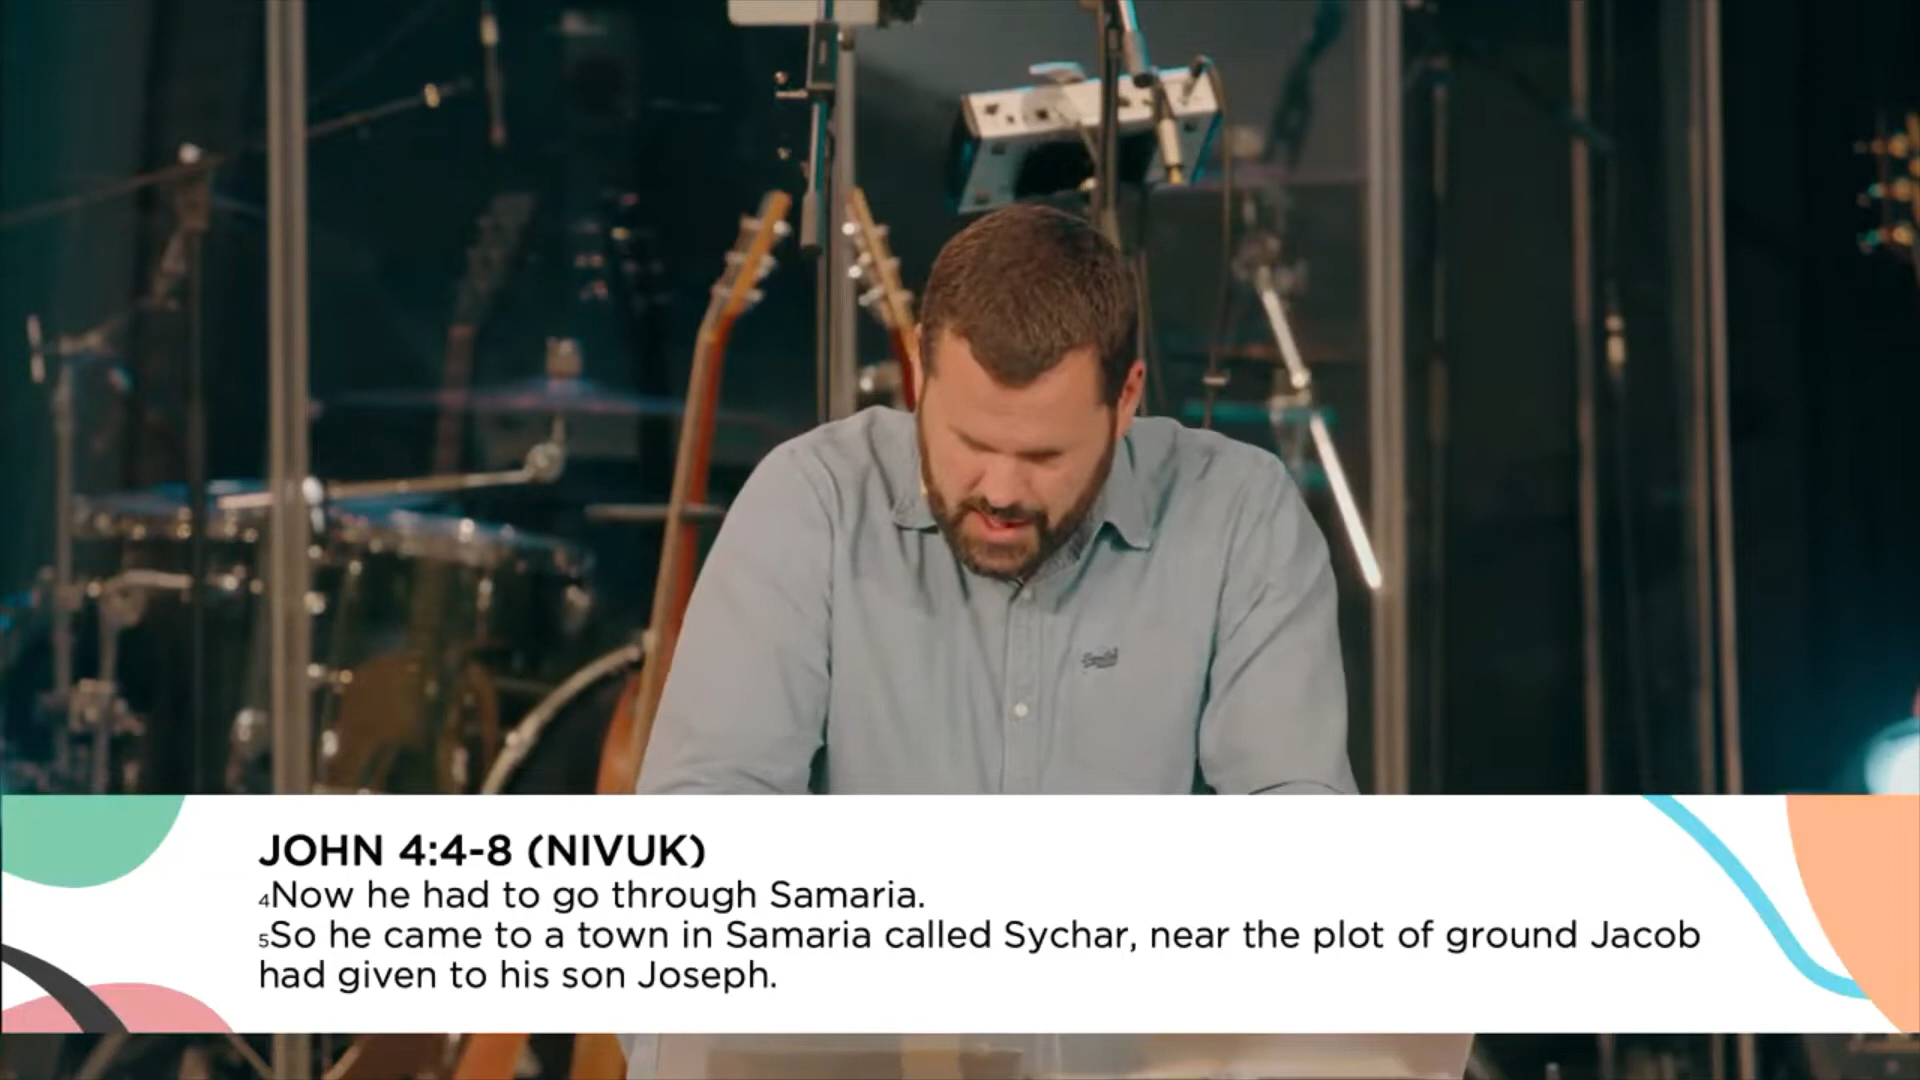 JOHN 4:4-8 (NIVUK)
4Now he had to go through Samaria.
5So he came to a town in Samaria called Sychar, near the plot of ground Jacob
had given to his son Joseph.